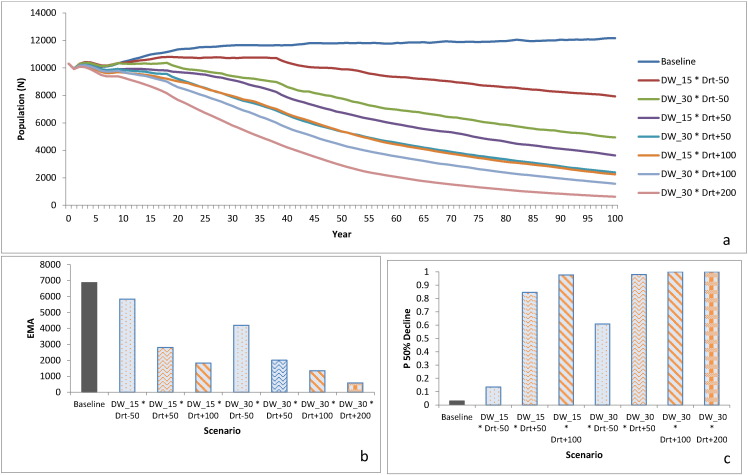 14000
12000
10000
8000
6000
4000
2000
0
Population (N)
0 5 10 15 20 25 30 35 40 45 50 55 60 65 70 75 80 85 90 95 100
Year
Baseline
DW_15 * Drt-50
DW_30 * Drt-50
DW_15 * Drt+50
DW_30 * Drt+50
DW_15 * Drt+100
DW_30 * Drt+100
DW_30 * Drt+200
a
8000
7000
6000
5000
4000
3000
2000
1000
0
EMA
Baseline DW_15 * DW_15 * DW_15 * DW_30 * DW_30 * DW_30 * DW_30 *
Drt-50 Drt+50 Drt+100 Drt-50 Drt+50 Drt+100 Drt+200
Scenario
b
1
0.9
0.8
0.7
0.6
0.5
0.4
0.3
0.2
0.1
0
P 50% Decline
Baseline DW_15 DW_15 DW_15 DW_30 DW_30 DW_30 DW_30
* Drt-50 * Drt+50 * * Drt-50 * Drt+50 * *
Drt+100 Drt+100 Drt+200
Scenario
c